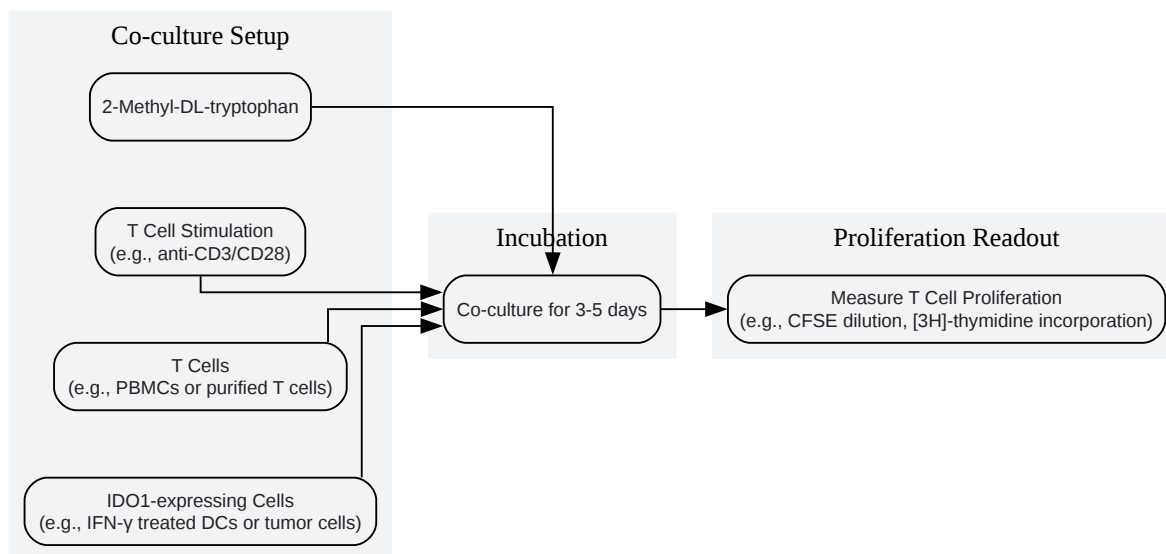 Co-culture Setup
2-Methyl-DL-tryptophan
T Cell Stimulation
(e.g., anti-CD3/CD28)
T Cells
(e.g., PBMCs or purified T cells)
IDO1-expressing Cells
(e.g., IFN-γ treated DCs or tumor cells)
Incubation
Co-culture for 3-5 days
Proliferation Readout
Measure T Cell Proliferation
(e.g., CFSE dilution, [3H]-thymidine incorporation)